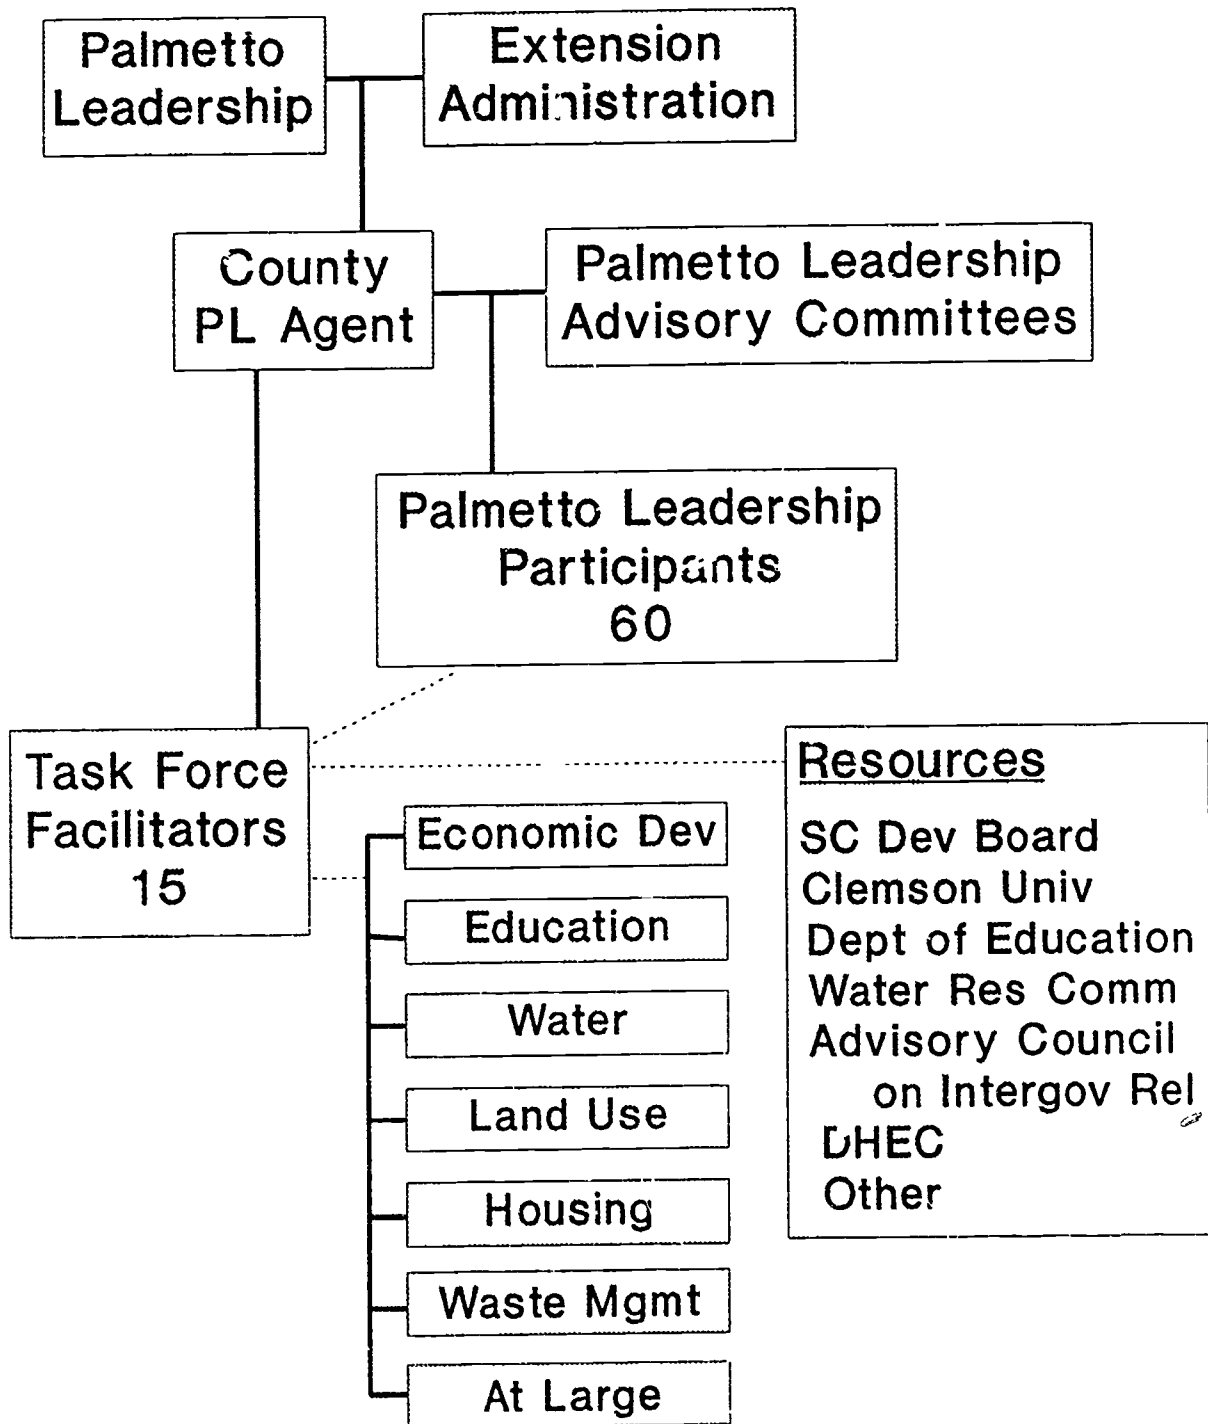 Palmetto
Leadership
Extension
Administration
County
PL Agent
Palmetto Leadership
Advisory Committees
Palmetto Leadership
Participants
60
Task Force
Facilitators
15
Economic Dev
Education
Water
Land Use
Housing
Waste Mgmt
At Large
Resources
SC Dev Board
Clemson Univ
Dept of Education
Water Res Comm
Advisory Council
on Intergov Rel
DHEC
Other